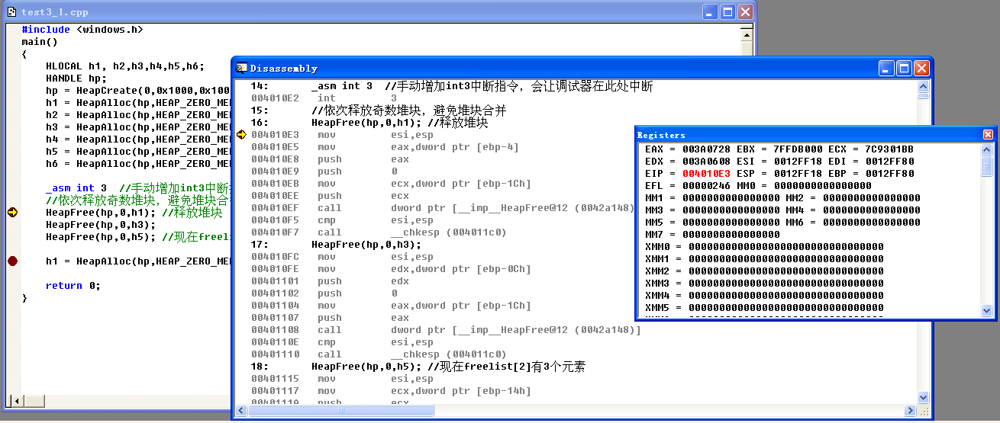 test3_1.cpp
#include <windows.h>
main()
{
HLOCAL h1, h2,h3,h4,h5,h6;
HANDLE hp;
hp = HeapCreate(0,0x1000,0x100
h1 = HeapAlloc(hp,HEAP_ZERO_ME
h2 = HeapAlloc(hp,HEAP_ZERO_ME
h3 = HeapAlloc(hp,HEAP_ZERO_ME
h4 = HeapAlloc(hp,HEAP_ZERO_ME
h5 = HeapAlloc(hp,HEAP_ZERO_ME
h6 = HeapAlloc(hp,HEAP_ZERO_ME
_asm int 3 //手动增加int3中断
//依次释放奇数堆块，避免堆块合
HeapFree(hp,0,h1); //释放堆块
HeapFree(hp,0,h3);
HeapFree(hp,0,h5); //现在freeli
h1 = HeapAlloc(hp,HEAP_ZERO_ME
return 0;
}
Disassembly
14: _asm int 3 //手动增加int3中断指令，会让调试器在此处中断
004010E2 int 3
15: //依次释放奇数堆块，避免堆块合并
16: HeapFree(hp,0,h1); //释放堆块
004010E3 mov esi,esp
004010E5 mov eax,dword ptr [ebp-4]
004010E8 push eax
004010E9 push 0
004010EB mov ecx,dword ptr [ebp-1Ch]
004010EE push ecx
004010EF call dword ptr [__imp__HeapFree@12 (0042a148)
004010F5 cmp esi,esp
004010F7 call __chkesp (004011c0)
17: HeapFree(hp,0,h3);
004010FC mov esi,esp
004010FE mov edx,dword ptr [ebp-0Ch]
00401101 push edx
00401102 push 0
00401104 mov eax,dword ptr [ebp-1Ch]
00401107 push eax
00401108 call dword ptr [__imp__HeapFree@12 (0042a148)]
0040110E cmp esi,esp
00401110 call __chkesp (004011c0)
18: HeapFree(hp,0,h5); //现在freelist[2]有3个元素
00401115 mov esi,esp
00401117 mov ecx,dword ptr [ebp-14h]
0040111A push ecx
Registers
EAX = 003A0728 EBX = 7FFDB000 ECX = 7C9301BB
EDX = 003A0608 ESI = 0012FF18 EDI = 0012FF80
EIP = 004010E3 ESP = 0012FF18 EBP = 0012FF80
EFL = 00000246 MM0 = 0000000000000000
MM1 = 0000000000000000 MM2 = 0000000000000000
MM3 = 0000000000000000 MM4 = 0000000000000000
MM5 = 0000000000000000 MM6 = 0000000000000000
MM7 = 0000000000000000
XMM0 = 00000000000000000000000000000000
XMM1 = 00000000000000000000000000000000
XMM2 = 00000000000000000000000000000000
XMM3 = 00000000000000000000000000000000
XMM4 = 00000000000000000000000000000000
XMM5 = 00000000000000000000000000000000